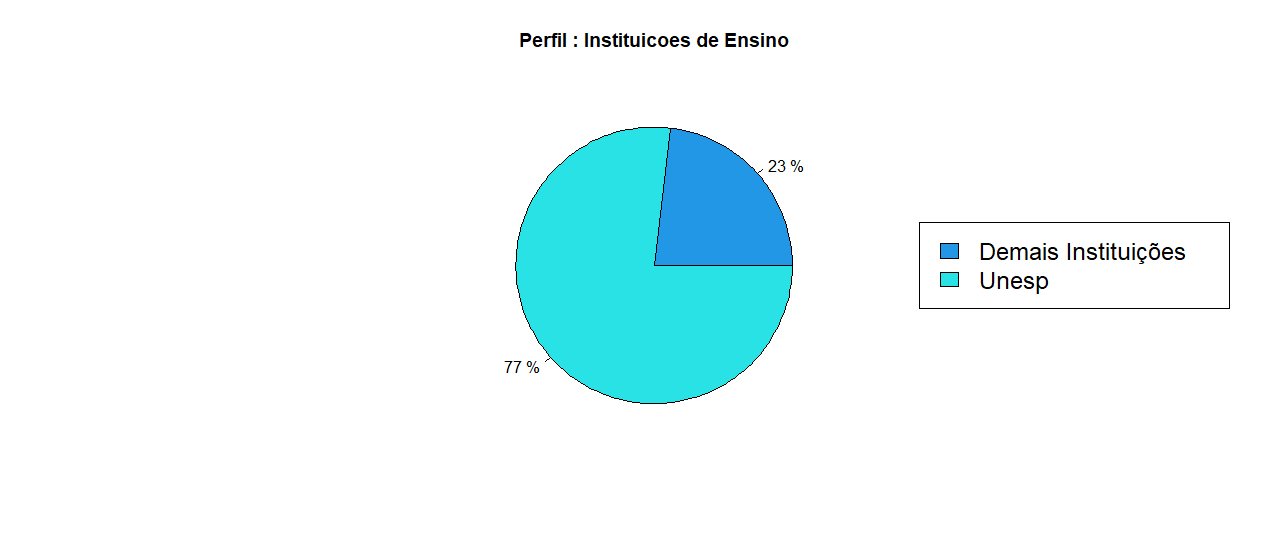 Perfil : Instituicoes de Ensino
23 %
Demais Instituições
Unesp
77 %